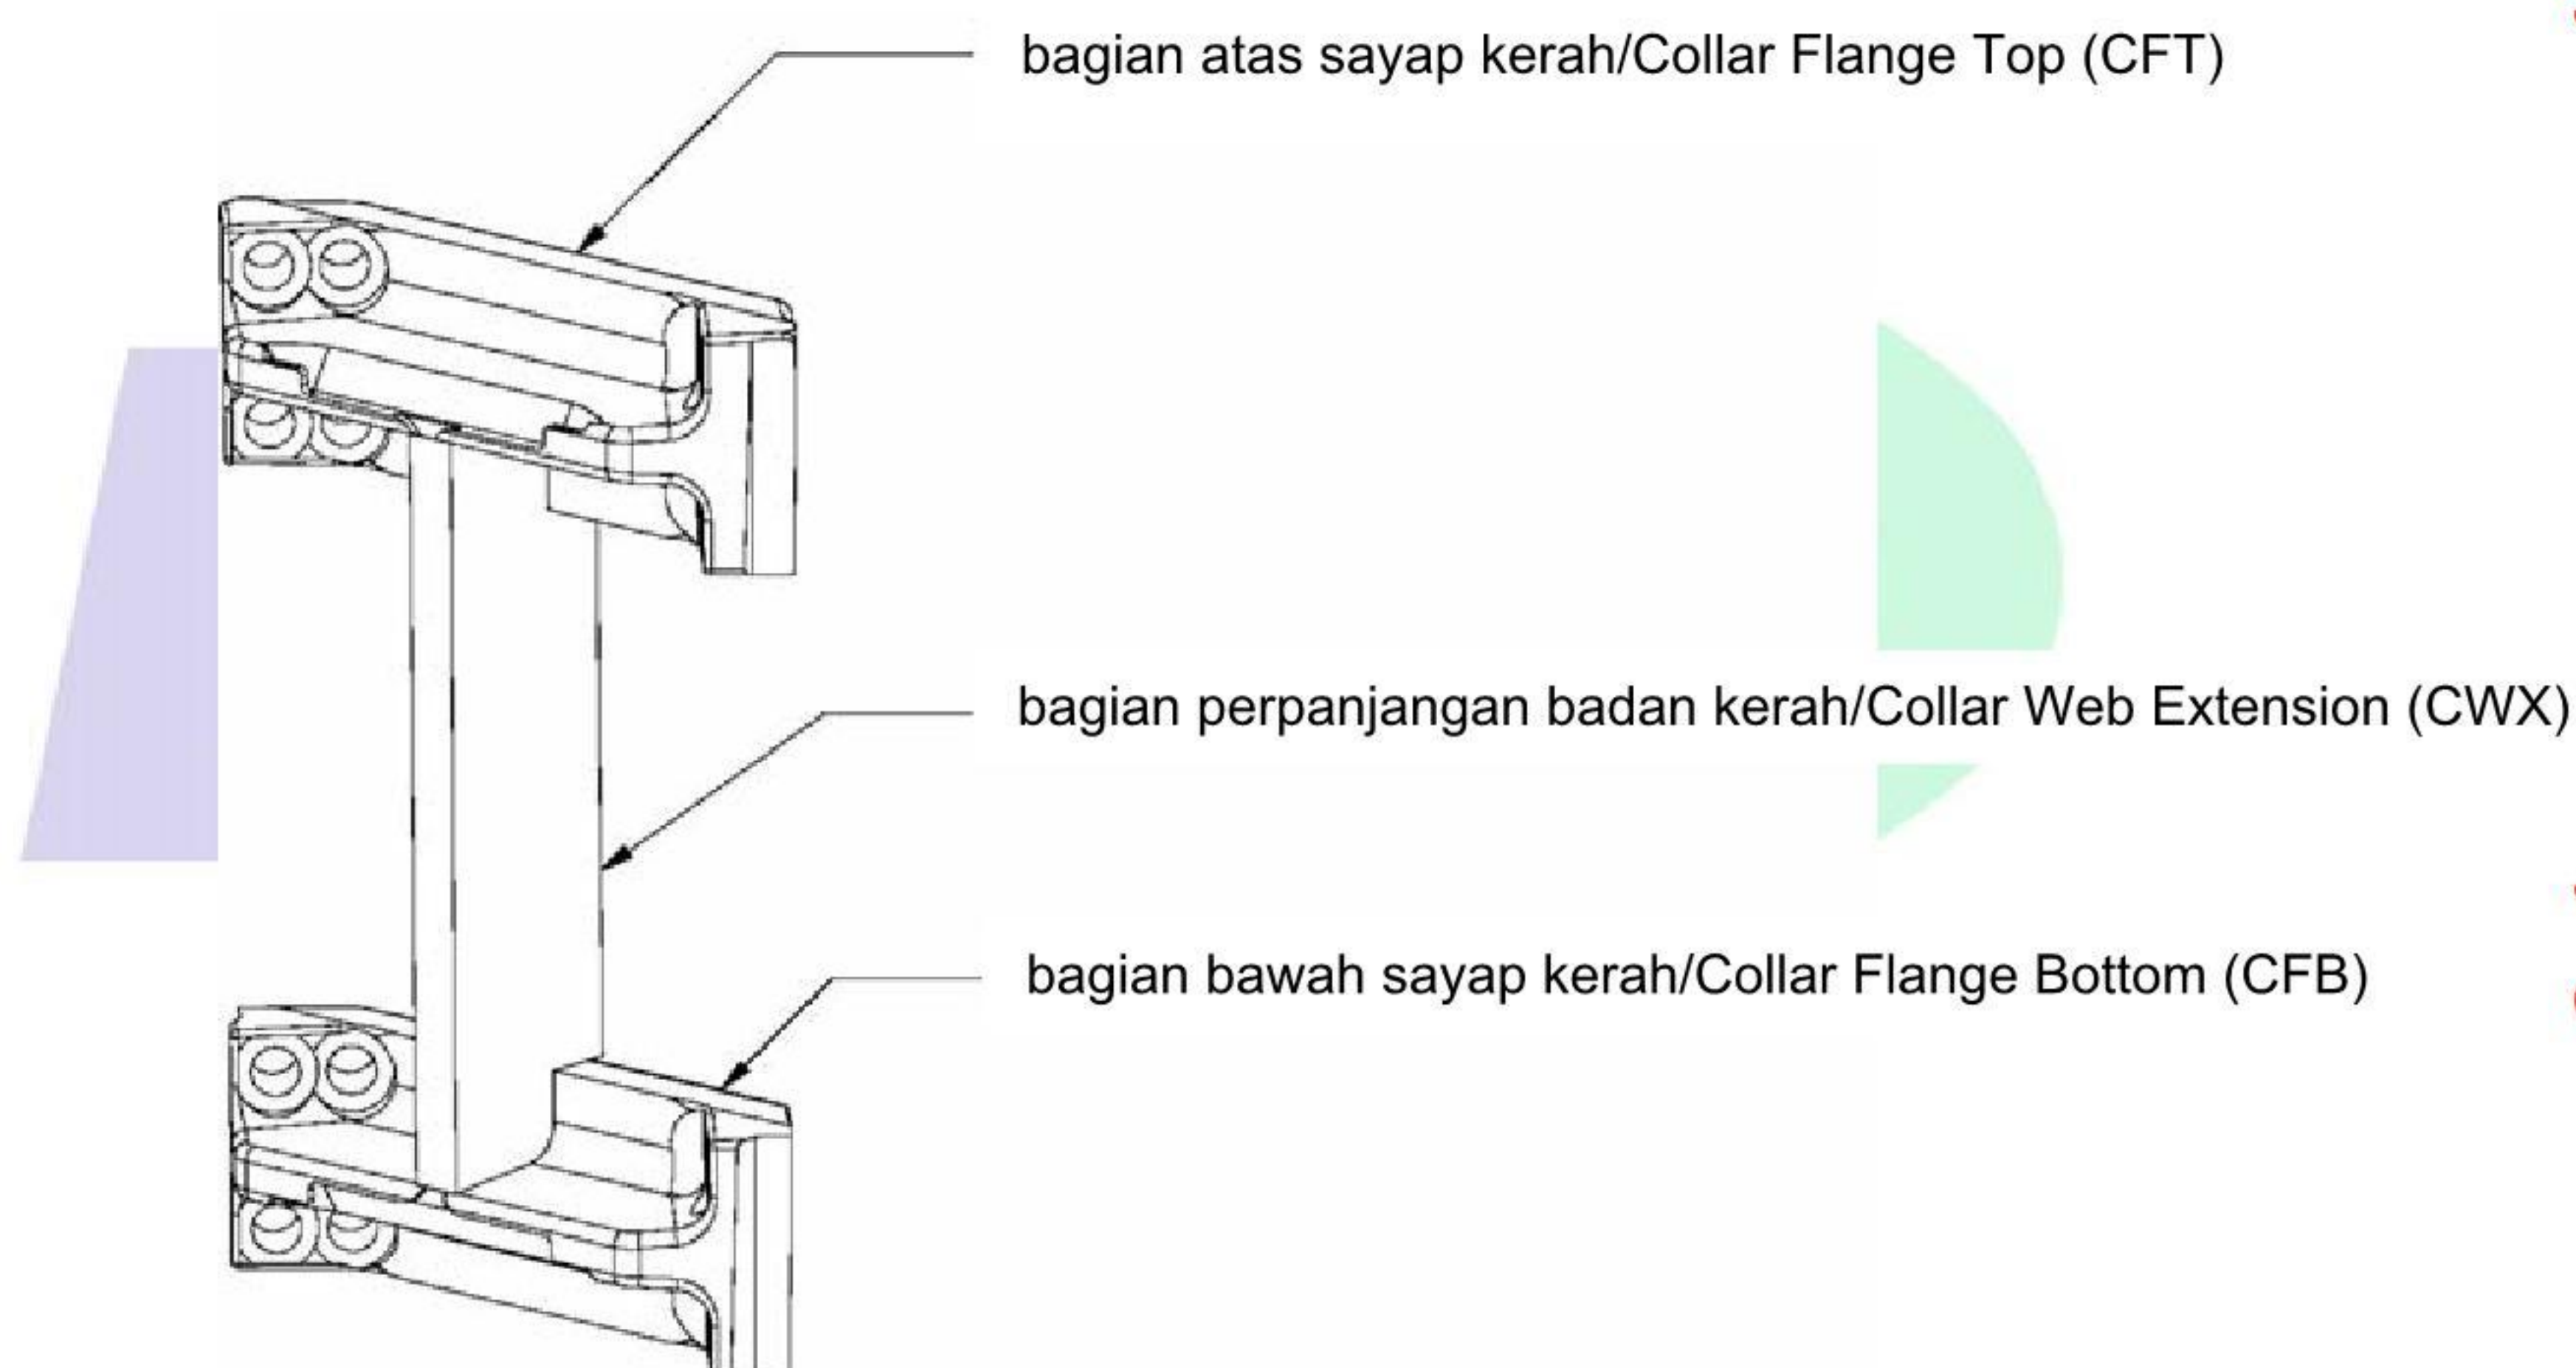 bagian atas sayap kerah/Collar Flange Top (CFT)
bagian perpanjangan badan kerah/Collar Web Extension (CWX)
bagian bawah sayap kerah/Collar Flange Bottom (CFB)